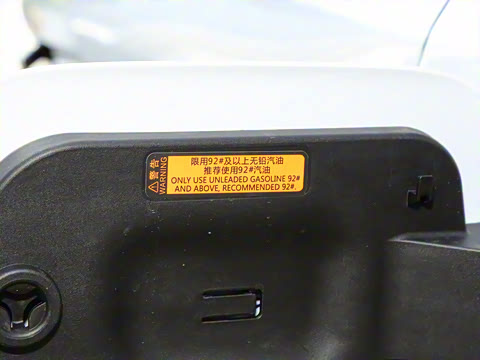 警告
WARNING
限用92#及以上无铅汽油
推荐使用92#汽油
ONLY USE UNLEADED GASOLINE 92#
AND ABOVE, RECOMMENDED 92#.